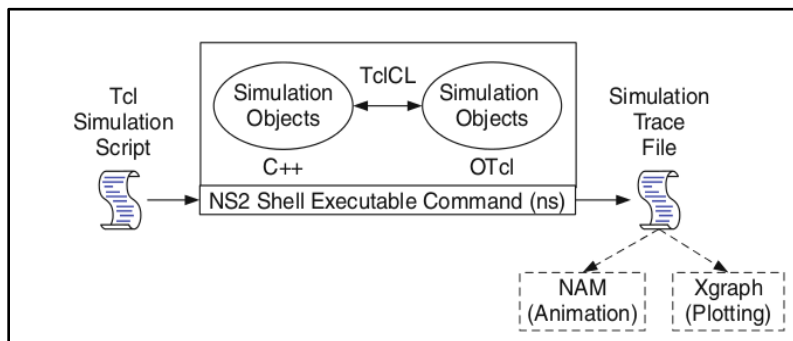 Tcl
Simulation
Script
TclCL
Simulation
Objects
Simulation
Objects
C++
OTcl
NS2 Shell Executable Command (ns)
Simulation
Trace
File
NAM
(Animation)
Xgraph
(Plotting)